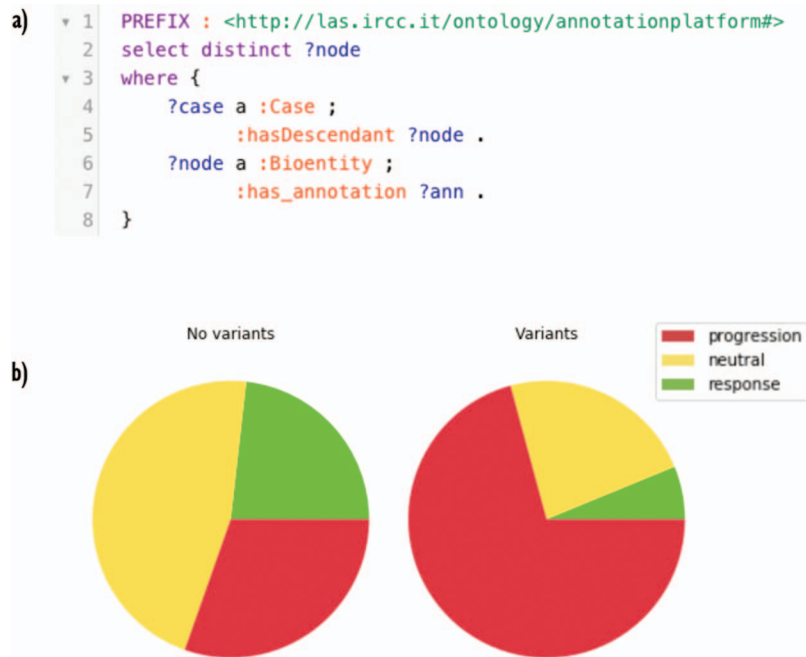 a)
1 PREFIX : <http://las.ircc.it/ontology/annotationplatform#>
2 select distinct ?node
3 where {
4 ?case a :Case ;
5 :hasDescendant ?node .
6 ?node a :Bioentity ;
7 :has_annotation ?ann .
8 }
b)
No variants
Variants
progression
neutral
response